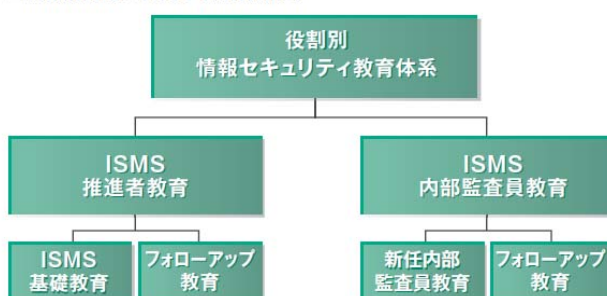 役割別
情報セキュリティ教育体系
ISMS
推進者教育
ISMS
内部監査員教育
ISMS
基礎教育
フォローアップ
教育
新任内部
監査員教育
フォローアップ
教育